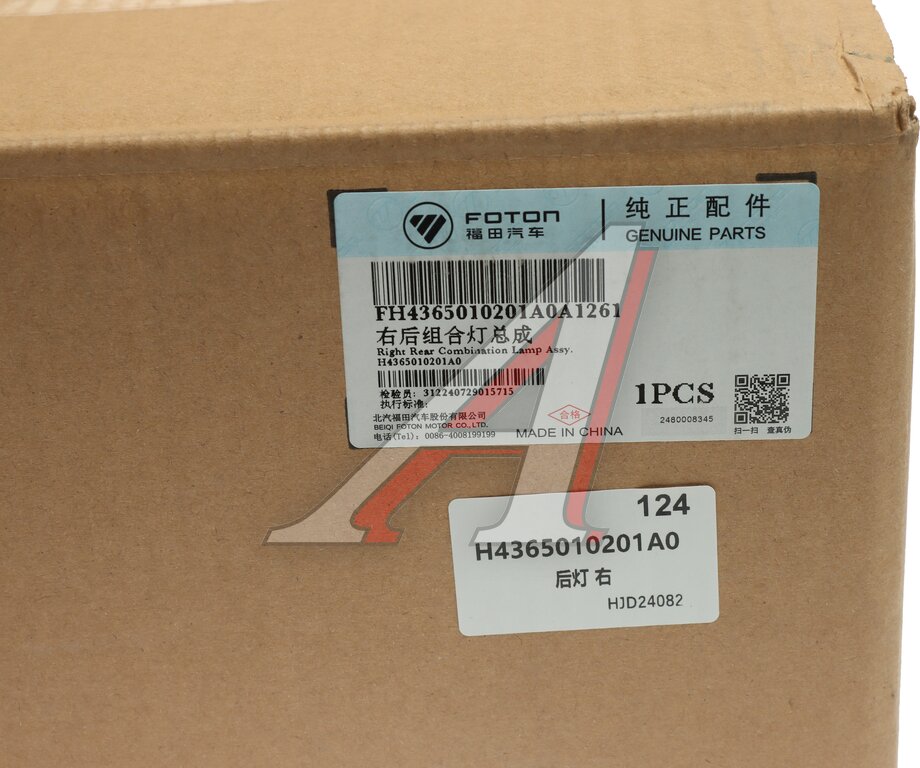 FOTON
福田汽车
纯正配件
GENUINE PARTS
FH4365010201A0A1261
右后组合灯总成
Right Rear Combination Lamp Assy.
H4365010201A0
检验员: 312240729015715
执行标准:
北汽福田汽车股份有限公司
BEIQI FOTON MOTOR CO., LTD.
电话(Tel): 0086-4008199199
合格
MADE IN CHINA
1PCS
2480008345
扫一扫 查真伪
124
H4365010201A0
后灯 右
HJD24082